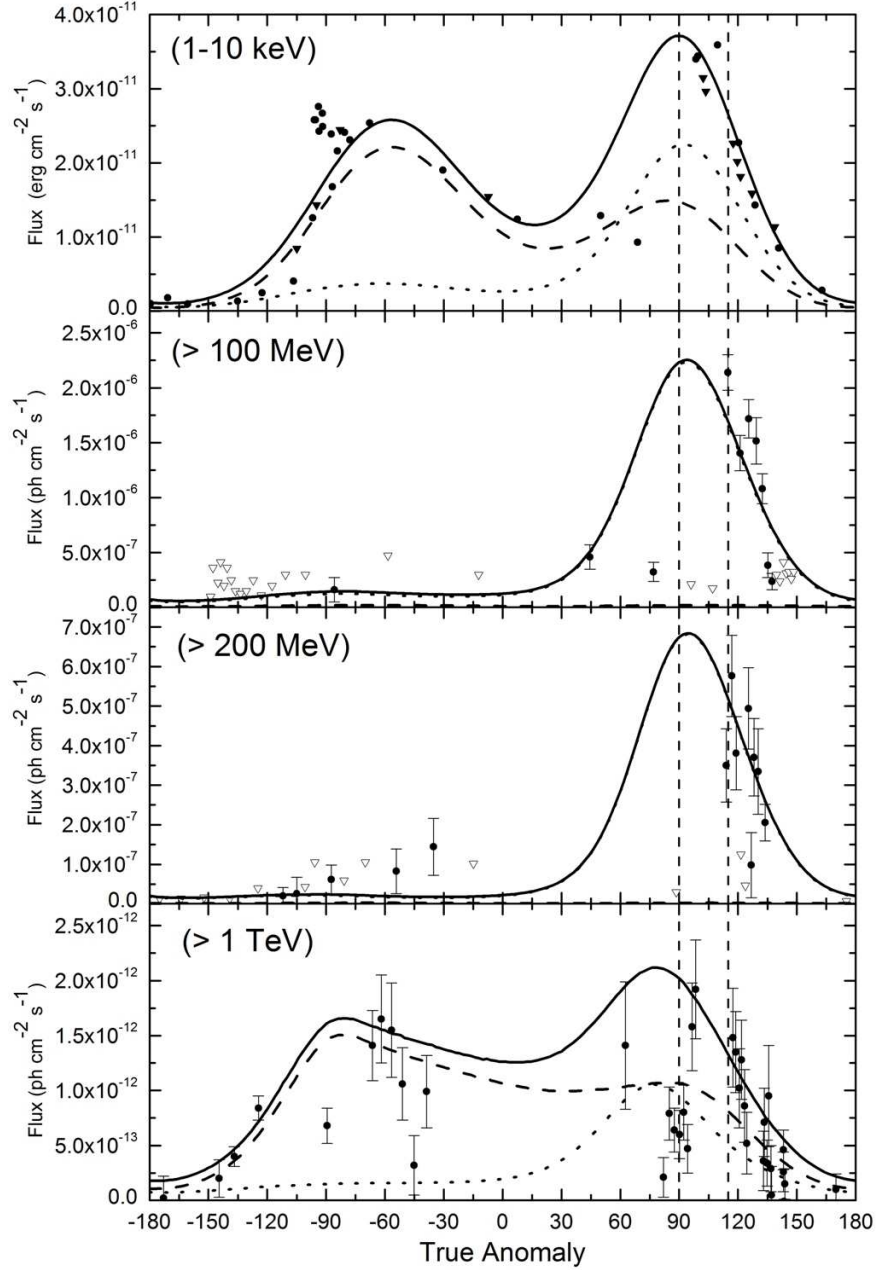 (1-10 keV)
Flux (erg cm⁻² s⁻¹)
4.0x10⁻¹¹
3.0x10⁻¹¹
2.0x10⁻¹¹
1.0x10⁻¹¹
0.0
(> 100 MeV)
Flux (ph cm⁻² s⁻¹)
2.5x10⁻⁶
2.0x10⁻⁶
1.5x10⁻⁶
1.0x10⁻⁶
5.0x10⁻⁷
0.0
(> 200 MeV)
Flux (ph cm⁻² s⁻¹)
7.0x10⁻⁷
6.0x10⁻⁷
5.0x10⁻⁷
4.0x10⁻⁷
3.0x10⁻⁷
2.0x10⁻⁷
1.0x10⁻⁷
0.0
(> 1 TeV)
Flux (ph cm⁻² s⁻¹)
2.5x10⁻¹²
2.0x10⁻¹²
1.5x10⁻¹²
1.0x10⁻¹²
5.0x10⁻¹³
0.0
-180 -150 -120 -90 -60 -30 0 30 60 90 120 150 180
True Anomaly